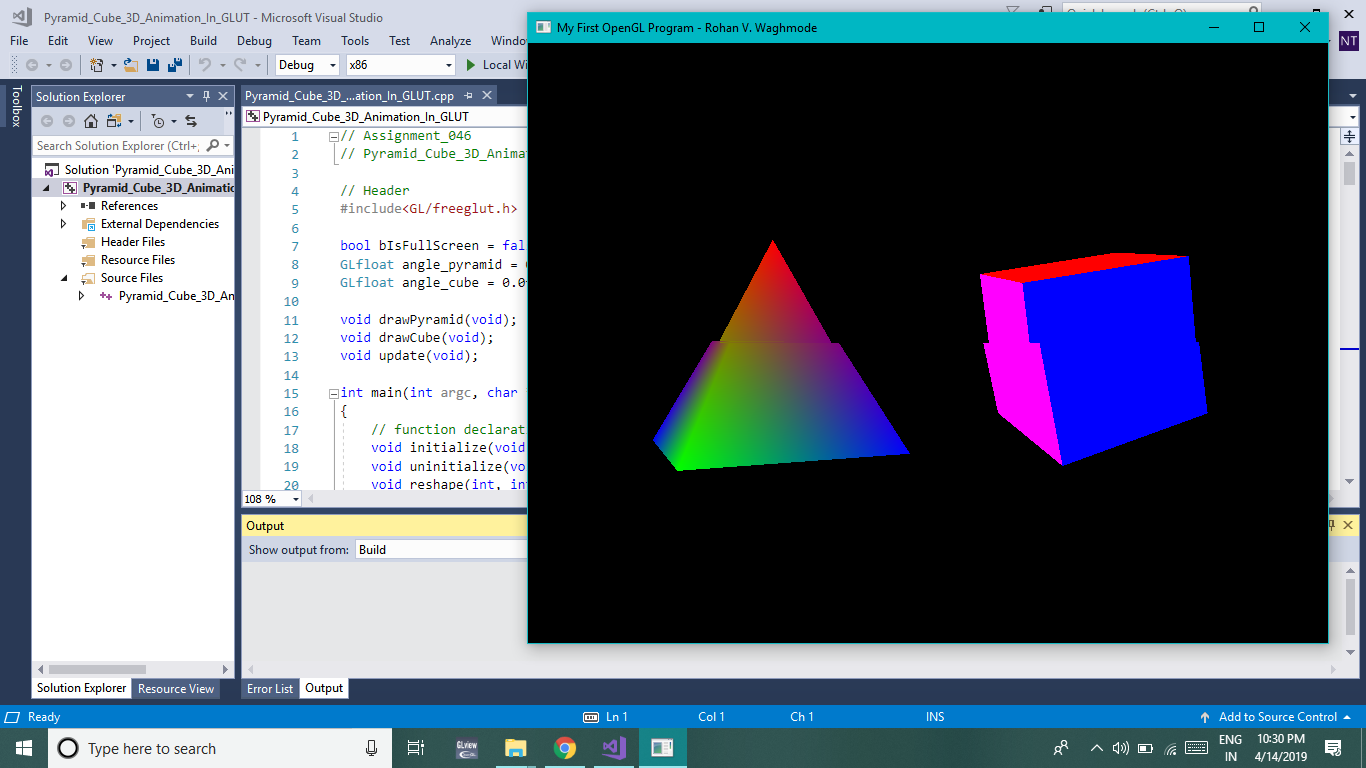 Pyramid_Cube_3D_Animation_In_GLUT - Microsoft Visual Studio
My First OpenGL Program - Rohan V. Waghmode
File Edit View Project Build Debug Team Tools Test Analyze Windo
NT
Debug x86 Local Wi
Toolbox
Solution Explorer
Search Solution Explorer (Ctrl+;
Solution 'Pyramid_Cube_3D_Ani
Pyramid_Cube_3D_Animatio
References
External Dependencies
Header Files
Resource Files
Source Files
Pyramid_Cube_3D_An
Pyramid_Cube_3D_...ation_In_GLUT.cpp
Pyramid_Cube_3D_Animation_In_GLUT
1 // Assignment_046
2 // Pyramid_Cube_3D_Anima
3
4 // Header
5 #include<GL/freeglut.h>
6
7 bool bIsFullScreen = fal
8 GLfloat angle_pyramid =
9 GLfloat angle_cube = 0.0
10
11 void drawPyramid(void);
12 void drawCube(void);
13 void update(void);
14
15 int main(int argc, char
16 {
17 // function declarat
18 void initialize(void
19 void uninitialize(vo
20 void reshape(int, in
108 %
Output
Show output from: Build
Solution Explorer Resource View
Error List Output
Ready Ln 1 Col 1 Ch 1 INS Add to Source Control
Type here to search
GLview
ENG
IN
10:30 PM
4/14/2019